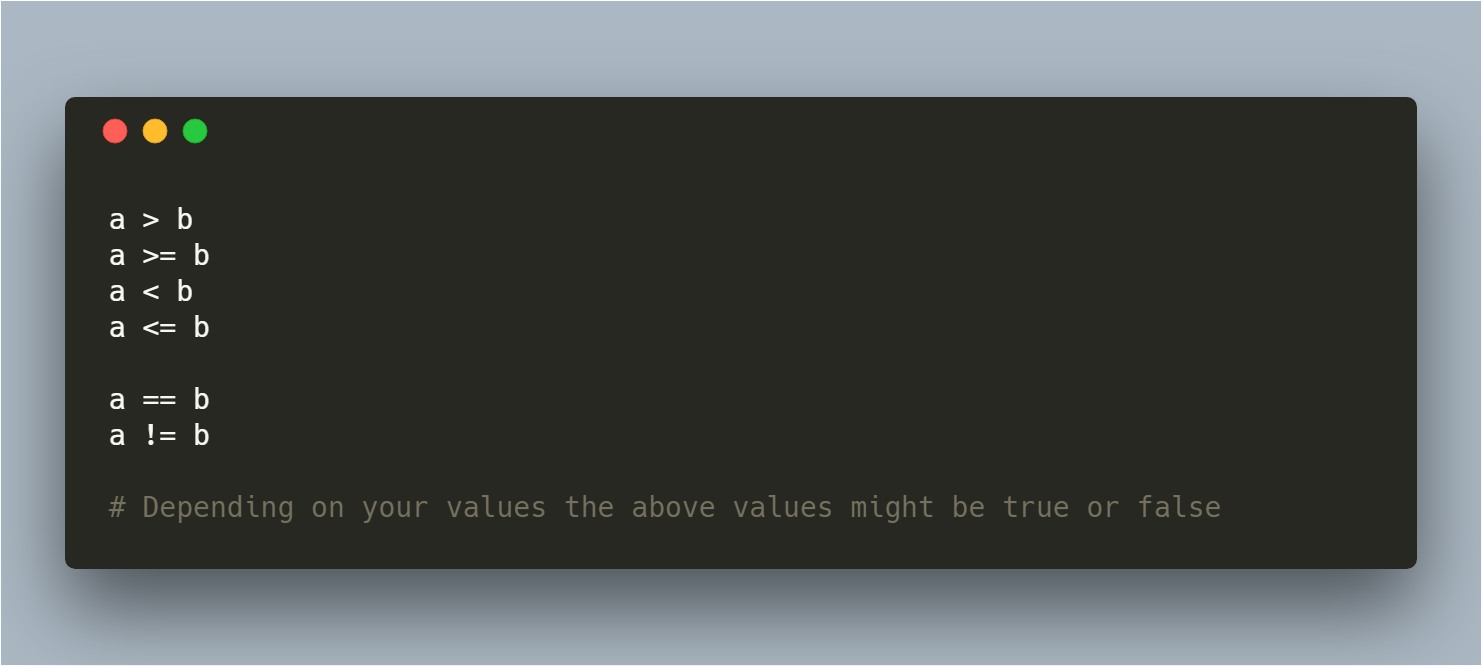 a > b
a >= b
a < b
a <= b
a == b
a != b
# Depending on your values the above values might be true or false